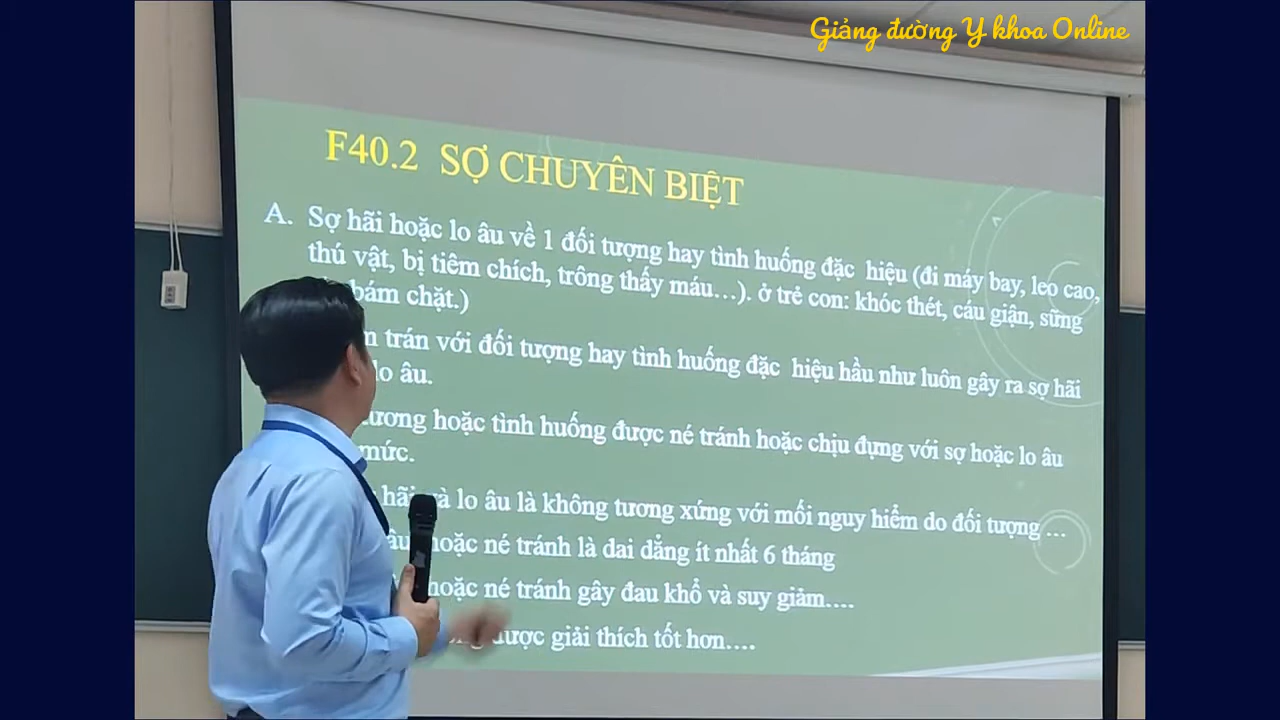 Giảng đường Y khoa Online
F40.2 SỢ CHUYÊN BIỆT
A. Sợ hãi hoặc lo âu về 1 đối tượng hay tình huống đặc hiệu (đi máy bay, leo cao,
thú vật, bị tiêm chích, trông thấy máu…). ở trẻ con: khóc thét, cáu giận, sững
bám chặt.)
trán với đối tượng hay tình huống đặc hiệu hầu như luôn gây ra sợ hãi
lo âu.
hoặc tình huống được né tránh hoặc chịu đựng với sợ hoặc lo âu
mức.
hãi và lo âu là không tương xứng với mối nguy hiểm do đối tượng …
hoặc né tránh là dai dẳng ít nhất 6 tháng
hoặc né tránh gây đau khổ và suy giảm….
được giải thích tốt hơn….